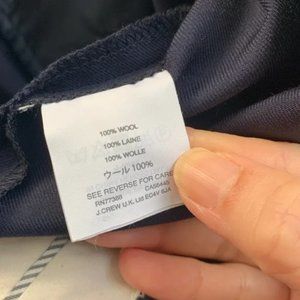 100% WOOL
100% LAINE
100% WOLLE
ウール 100%
SEE REVERSE FOR CARE
RN77388 CA56445
J.CREW U.K. Ltd EC4V 6JA